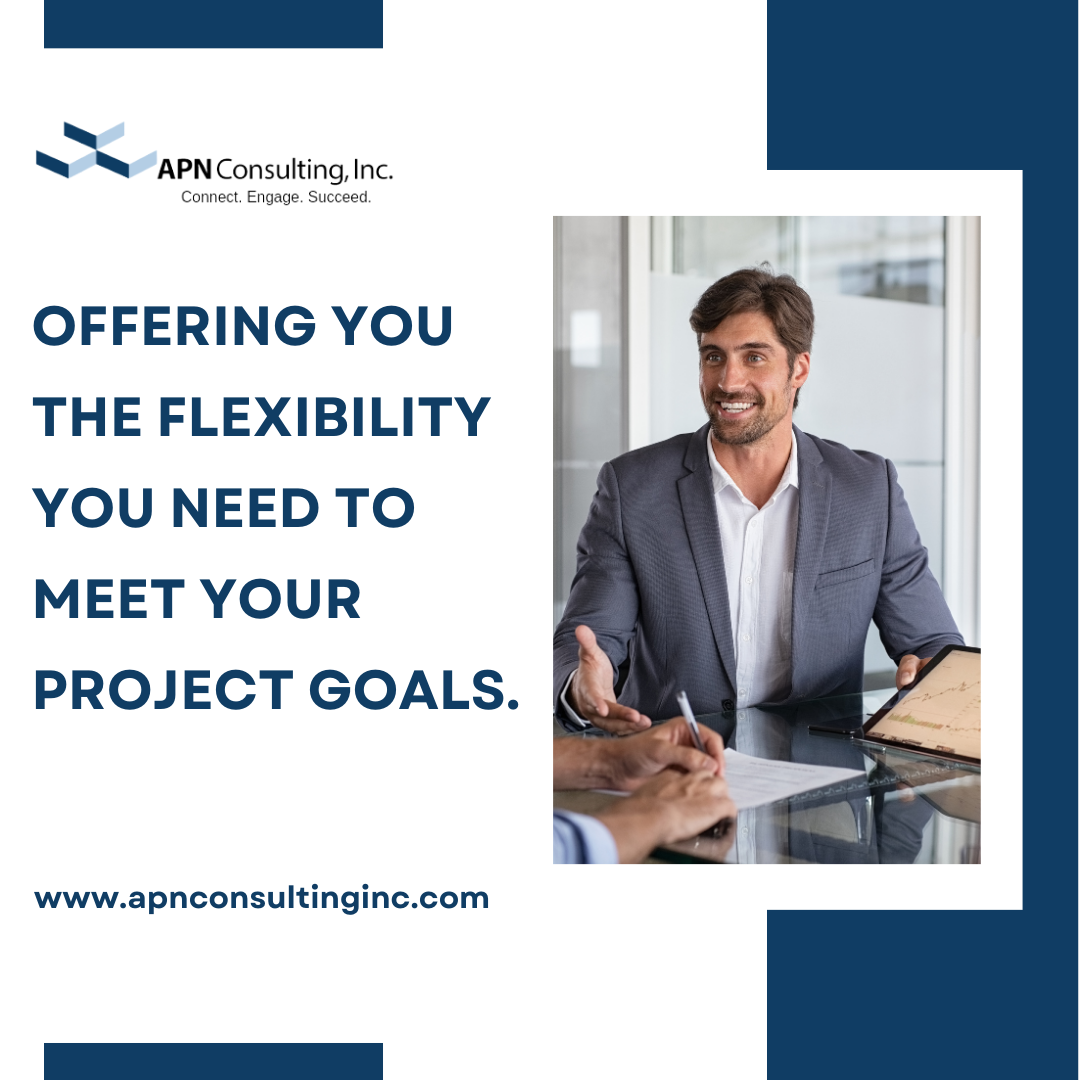 APN Consulting, Inc.
Connect. Engage. Succeed.
OFFERING YOU
THE FLEXIBILITY
YOU NEED TO
MEET YOUR
PROJECT GOALS.
www.apnconsultinginc.com